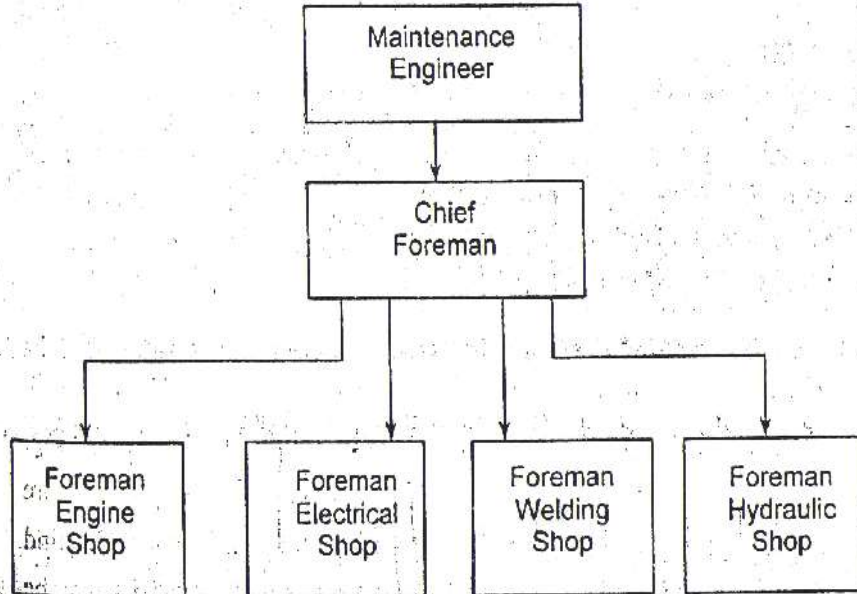 Maintenance
Engineer
Chief
Foreman
Foreman
Engine
Shop
Foreman
Electrical
Shop
Foreman
Welding
Shop
Foreman
Hydraulic
Shop